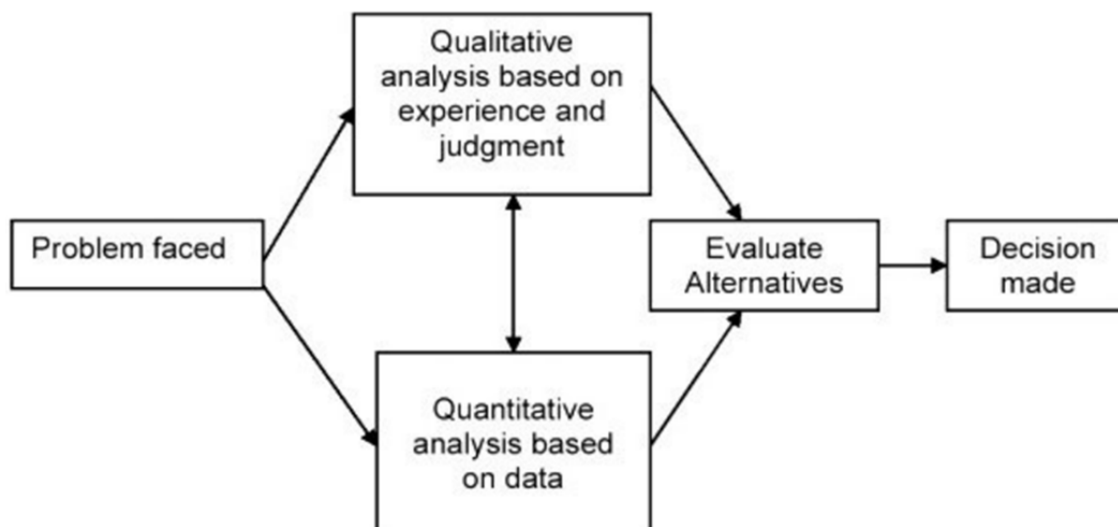 Qualitative
analysis based on
experience and
judgment
Problem faced
Evaluate
Alternatives
Decision
made
Quantitative
analysis based
on data